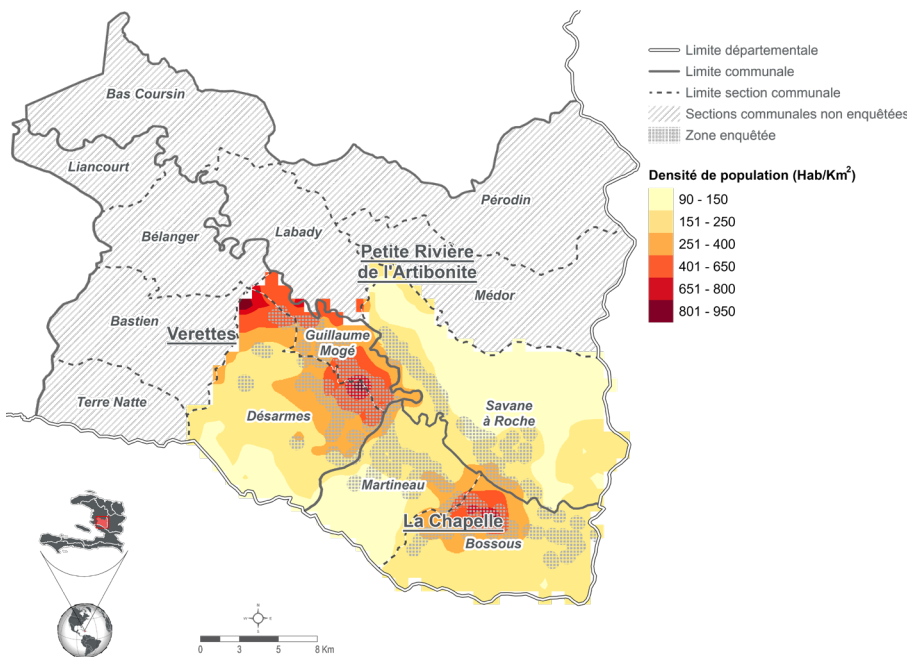 Limite départementale
Limite communale
Limite section communale
Sections communales non enquêtées
Zone enquêtée
Densité de population (Hab/Km²)
90 - 150
151 - 250
251 - 400
401 - 650
651 - 800
801 - 950
Bas Coursin
Liancourt
Pérodin
Bélanger
Labady
Petite Rivière
de l'Artibonite
Médor
Bastien
Verettes
Guillaume
Mogé
Terre Natte
Désarmes
Savane
à Roche
Martineau
La Chapelle
Bossous
N
0 3 5 8 Km